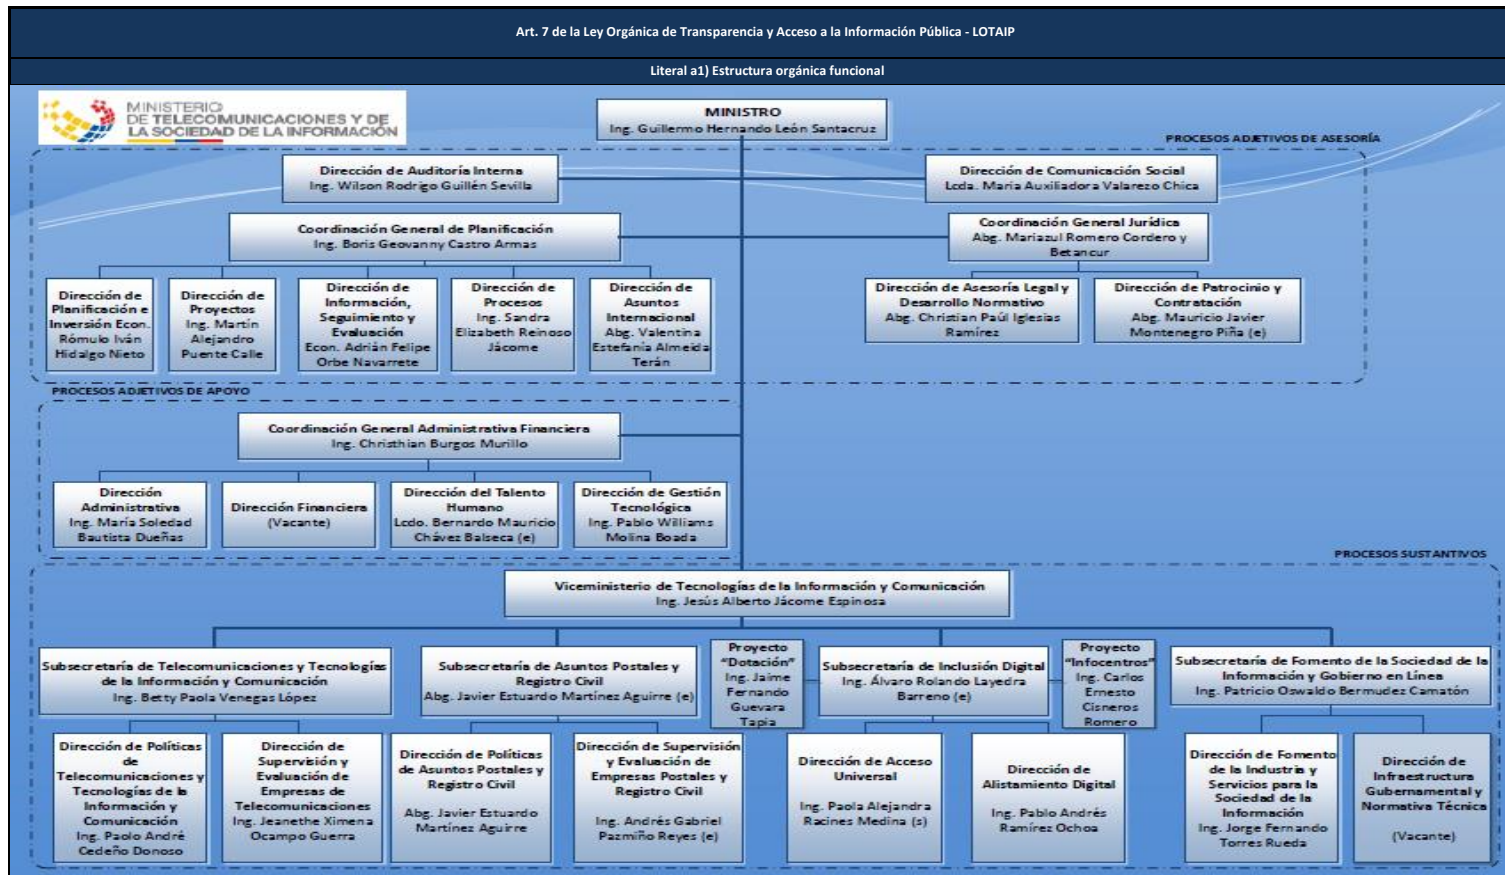 Art. 7 de la Ley Orgánica de Transparencia y Acceso a la Información Pública - LOTAIP
Literal a1) Estructura orgánica funcional
MINISTERIO
DE TELECOMUNICACIONES Y DE
LA SOCIEDAD DE LA INFORMACIÓN
MINISTRO
Ing. Guillermo Hernando León Santacruz
PROCESOS ADJETIVOS DE ASESORÍA
Dirección de Auditoría Interna
Ing. Wilson Rodrigo Guillén Sevilla
Dirección de Comunicación Social
Lcda. María Auxiliadora Valarezo Chica
Coordinación General de Planificación
Ing. Boris Geovanny Castro Armas
Coordinación General Jurídica
Abg. Mariazul Romero Cordero y
Betancur
Dirección de
Planificación e
Inversión Econ.
Rómulo Iván
Hidalgo Nieto
Dirección de
Proyectos
Ing. Martín
Alejandro
Puente Calle
Dirección de
Información,
Seguimiento y
Evaluación
Econ. Adrián Felipe
Orbe Navarrete
Dirección de
Procesos
Ing. Sandra
Elizabeth Reinoso
Jácome
Dirección de
Asuntos
Internacional
Abg. Valentina
Estefanía Almeida
Terán
Dirección de Asesoría Legal y
Desarrollo Normativo
Abg. Christian Paúl Iglesias
Ramírez
Dirección de Patrocinio y
Contratación
Abg. Mauricio Javier
Montenegro Piña (e)
PROCESOS ADJETIVOS DE APOYO
Coordinación General Administrativa Financiera
Ing. Christhian Burgos Murillo
Dirección
Administrativa
Ing. María Soledad
Bautista Dueñas
Dirección Financiera
(Vacante)
Dirección del Talento
Humano
Lcdo. Bernardo Mauricio
Chávez Balseca (e)
Dirección de Gestión
Tecnológica
Ing. Pablo Williams
Molina Boada
PROCESOS SUSTANTIVOS
Viceministerio de Tecnologías de la Información y Comunicación
Ing. Jesús Alberto Jácome Espinosa
Subsecretaría de Telecomunicaciones y Tecnologías
de la Información y Comunicación
Ing. Betty Paola Venegas López
Subsecretaría de Asuntos Postales y
Registro Civil
Abg. Javier Estuardo Martínez Aguirre (e)
Proyecto
"Dotación"
Ing. Jaime
Fernando
Guevara
Tapia
Subsecretaría de Inclusión Digital
Ing. Álvaro Rolando Layedra
Barreno (e)
Proyecto
"Infocentros"
Ing. Carlos
Ernesto
Cisneros
Romero
Subsecretaría de Fomento de la Sociedad de la
Información y Gobierno en Línea
Ing. Patricio Oswaldo Bermudez Camatón
Dirección de Políticas
de
Telecomunicaciones y
Tecnologías de la
Información y
Comunicación
Ing. Paolo André
Cedeño Donoso
Dirección de
Supervisión y
Evaluación de
Empresas de
Telecomunicaciones
Ing. Jeanethe Ximena
Ocampo Guerra
Dirección de Políticas
de Asuntos Postales y
Registro Civil
Abg. Javier Estuardo
Martínez Aguirre
Dirección de Supervisión
y Evaluación de
Empresas Postales y
Registro Civil
Ing. Andrés Gabriel
Pazmiño Reyes (e)
Dirección de Acceso
Universal
Ing. Paola Alejandra
Racines Medina (s)
Dirección de
Alistamiento Digital
Ing. Pablo Andrés
Ramírez Ochoa
Dirección de Fomento
de la Industria y
Servicios para la
Sociedad de la
Información
Ing. Jorge Fernando
Torres Rueda
Dirección de
Infraestructura
Gubernamental y
Normativa Técnica
(Vacante)